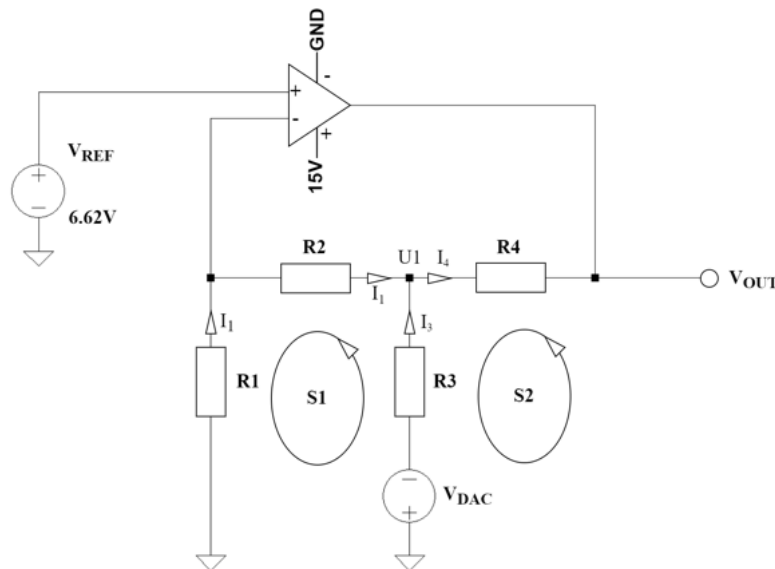 GND
+
-
-
+
15V
VREF
+
−
6.62V
R2
U1
I4
R4
I1
VOUT
I1
I3
R1
S1
R3
S2
−
+
VDAC